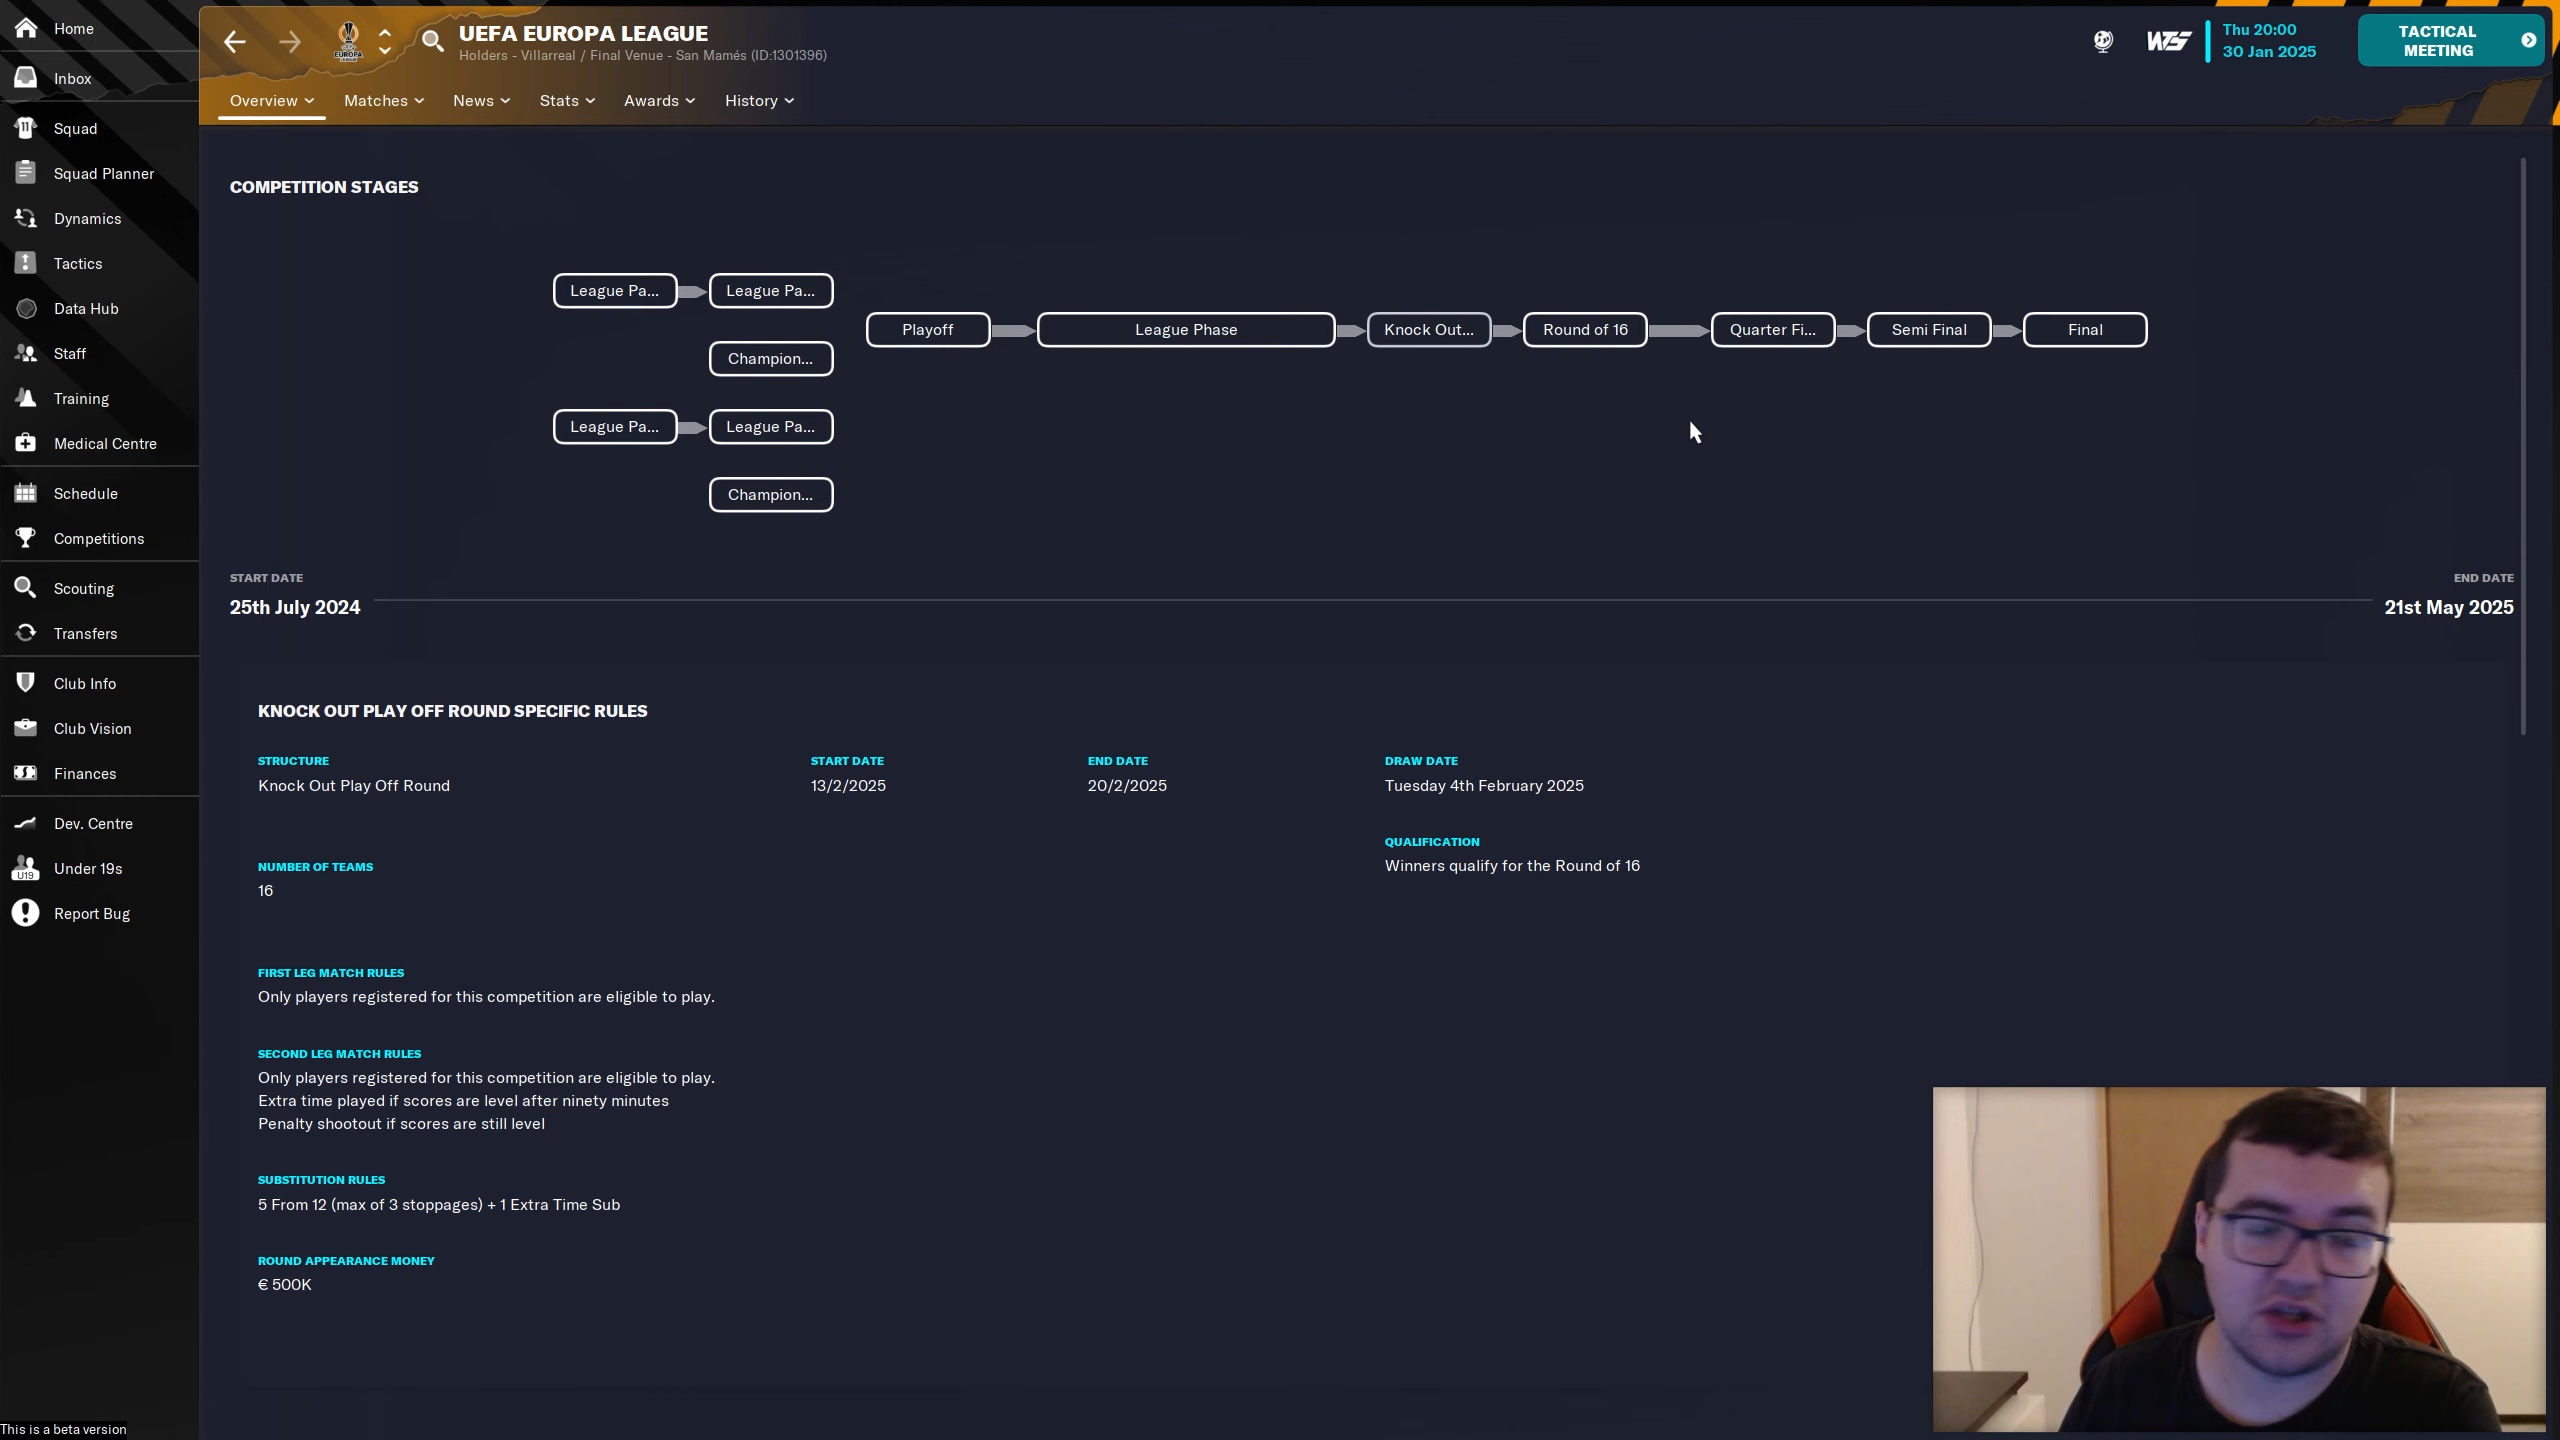 Home
Inbox
Squad
Squad Planner
Dynamics
Tactics
Data Hub
Staff
Training
Medical Centre
Schedule
Competitions
Scouting
Transfers
Club Info
Club Vision
Finances
Dev. Centre
U19
Under 19s
Report Bug
This is a beta version
EUROPA
UEFA EUROPA LEAGUE
Holders - Villarreal / Final Venue - San Mamés (ID:1301396)
WTS
Thu 20:00
30 Jan 2025
TACTICAL
MEETING
Overview Matches News Stats Awards History
COMPETITION STAGES
League Pa... League Pa...
Playoff League Phase Knock Out... Round of 16 Quarter Fi... Semi Final Final
Champion...
League Pa... League Pa...
Champion...
START DATE END DATE
25th July 2024 21st May 2025
KNOCK OUT PLAY OFF ROUND SPECIFIC RULES
STRUCTURE START DATE END DATE DRAW DATE
Knock Out Play Off Round 13/2/2025 20/2/2025 Tuesday 4th February 2025
QUALIFICATION
Winners qualify for the Round of 16
NUMBER OF TEAMS
16
FIRST LEG MATCH RULES
Only players registered for this competition are eligible to play.
SECOND LEG MATCH RULES
Only players registered for this competition are eligible to play.
Extra time played if scores are level after ninety minutes
Penalty shootout if scores are still level
SUBSTITUTION RULES
5 From 12 (max of 3 stoppages) + 1 Extra Time Sub
ROUND APPEARANCE MONEY
€ 500K